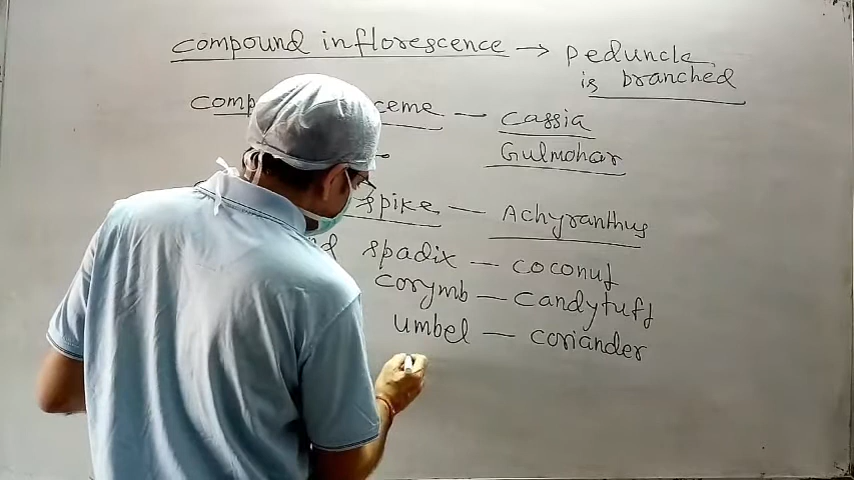 compound inflorescence → peduncle
is branched
comp ceme — cassia
Gulmohar
spike — Achyranthus
spadix — coconut
corymb — candytuft
umbel — coriander